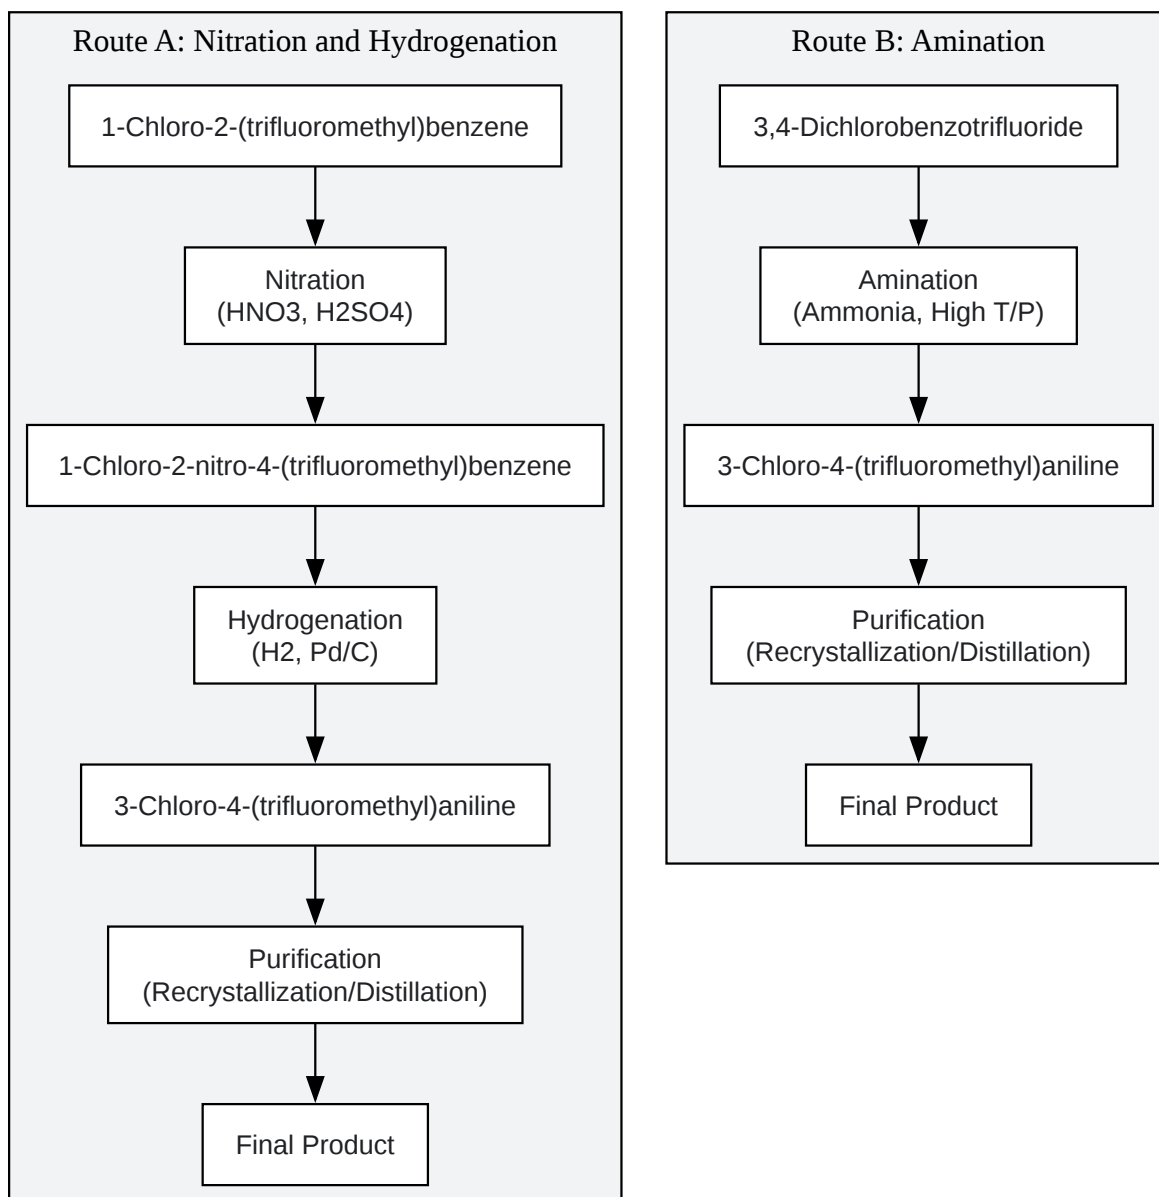 Route A: Nitration and Hydrogenation
1-Chloro-2-(trifluoromethyl)benzene
Nitration
(HNO3, H2SO4)
1-Chloro-2-nitro-4-(trifluoromethyl)benzene
Hydrogenation
(H2, Pd/C)
3-Chloro-4-(trifluoromethyl)aniline
Purification
(Recrystallization/Distillation)
Final Product
Route B: Amination
3,4-Dichlorobenzotrifluoride
Amination
(Ammonia, High T/P)
3-Chloro-4-(trifluoromethyl)aniline
Purification
(Recrystallization/Distillation)
Final Product